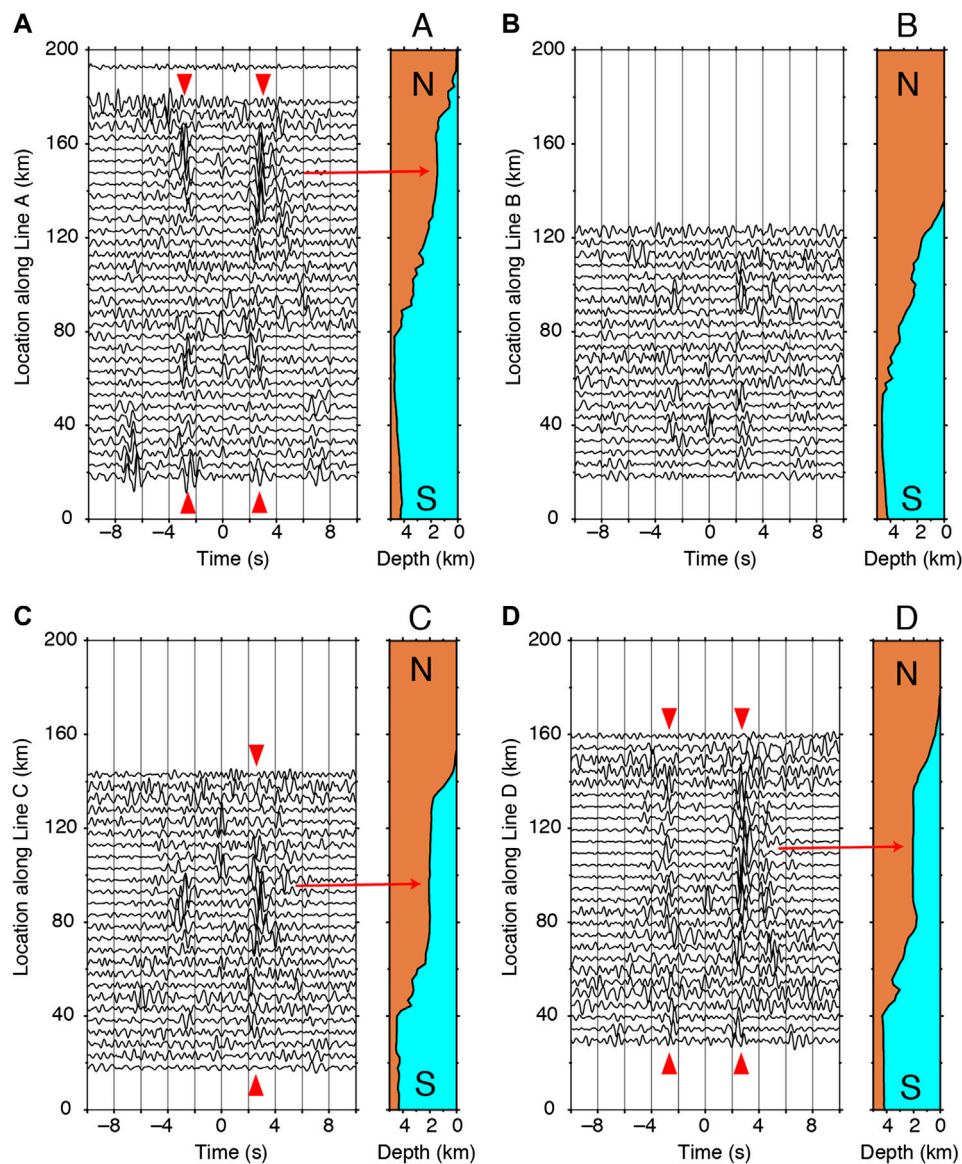 A
A
B
B
200
160
120
80
40
0
Location along Line A (km)
N
S
−8 −4 0 4 8
Time (s)
4 2 0
Depth (km)
200
160
120
80
40
0
Location along Line B (km)
N
S
−8 −4 0 4 8
Time (s)
4 2 0
Depth (km)
C
C
D
D
200
160
120
80
40
0
Location along Line C (km)
N
S
−8 −4 0 4 8
Time (s)
4 2 0
Depth (km)
200
160
120
80
40
0
Location along Line D (km)
N
S
−8 −4 0 4 8
Time (s)
4 2 0
Depth (km)